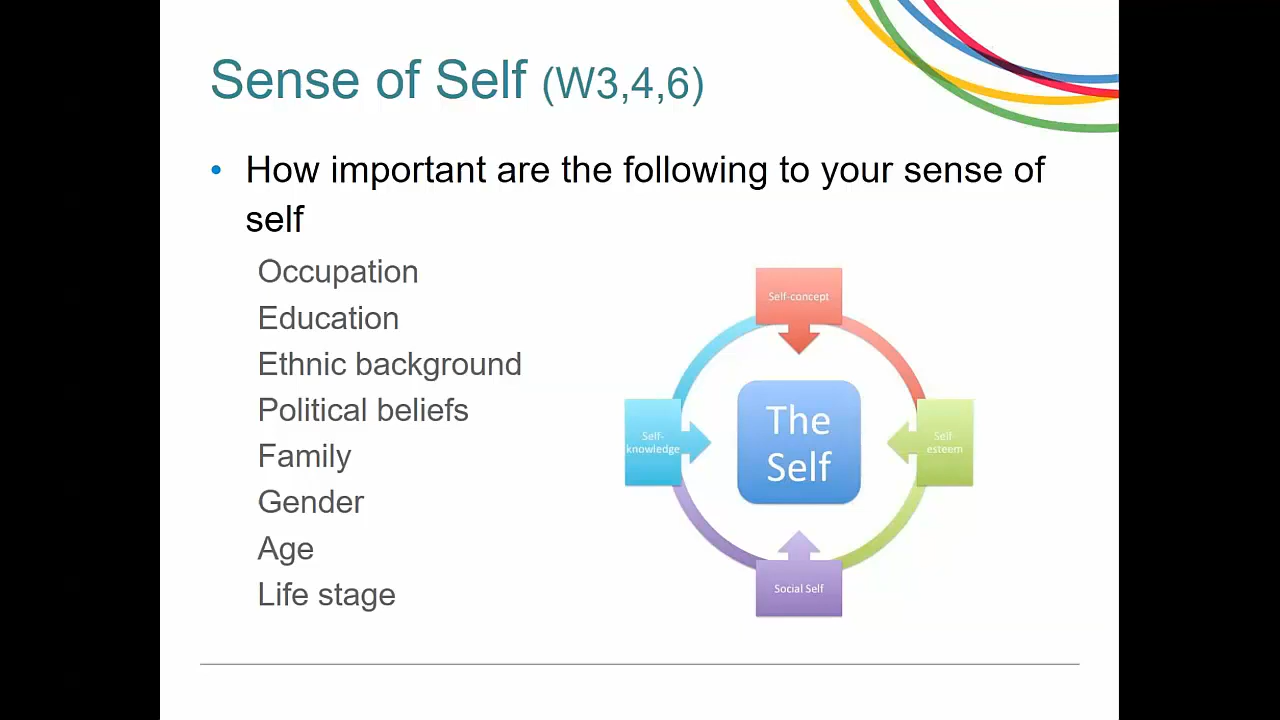 Sense of Self (W3,4,6)
• How important are the following to your sense of
self
Occupation
Education
Ethnic background
Political beliefs
Family
Gender
Age
Life stage
Self-concept
Self-
knowledge
The
Self
Self
esteem
Social Self